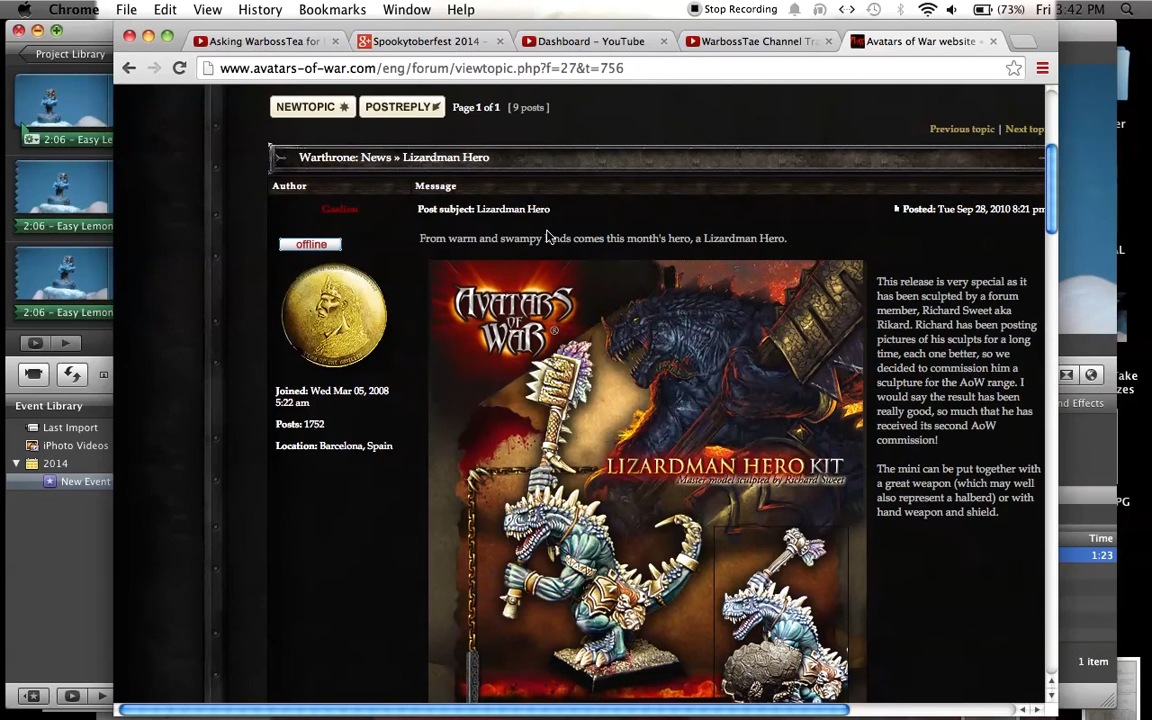 Chrome File Edit View History Bookmarks Window Help Stop Recording (73%) Fri 3:42 PM
Project Library
Asking WarbossTea for
Spookytoberfest 2014 -
Dashboard - YouTube
WarbossTae Channel Tra
Avatars of War website
www.avatars-of-war.com/eng/forum/viewtopic.php?f=27&t=756
NEWTOPIC POSTREPLY Page 1 of 1 [ 9 posts ]
Previous topic | Next top
Warthrone: News » Lizardman Hero
Author Message
Post subject: Lizardman Hero Posted: Tue Sep 28, 2010 8:21 pm
offline
From warm and swampy lands comes this month's hero, a Lizardman Hero.
AVATARS
OF
WAR ®
LIZARDMAN HERO KIT
Master model sculpted by Richard Sweet
This release is very special as it
has been sculpted by a forum
member, Richard Sweet aka
Rikard. Richard has been posting
pictures of his sculpts for a long
time, each one better, so we
decided to commission him a
sculpture for the AoW range. I
would say the result has been
really good, so much that he has
received its second AoW
commission!
The mini can be put together with
a great weapon (which may well
also represent a halberd) or with
hand weapon and shield.
Joined: Wed Mar 05, 2008
5:22 am
Posts: 1752
Location: Barcelona, Spain
2:06 - Easy Le
2:06 - Easy Lemon
2:06 - Easy Lemon
Event Library
Last Import
iPhoto Videos
2014
New Event
er
Take
zes
nd Effects
PG
Time
1:23
1 item